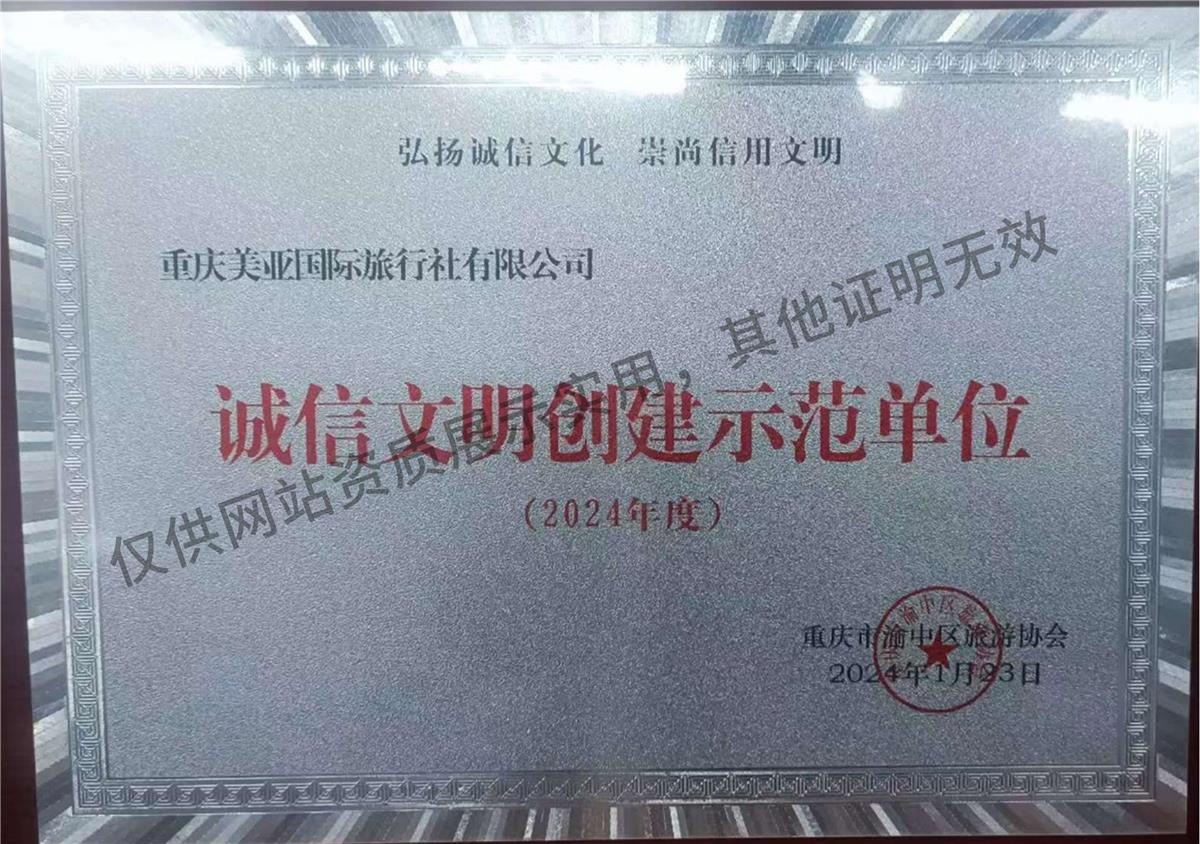 弘扬诚信文化 崇尚信用文明
重庆美亚国际旅行社有限公司
诚信文明创建示范单位
（2024年度）
仅供网站资质展示实用，其他证明无效
重庆市渝中区旅游协会
2024年1月23日